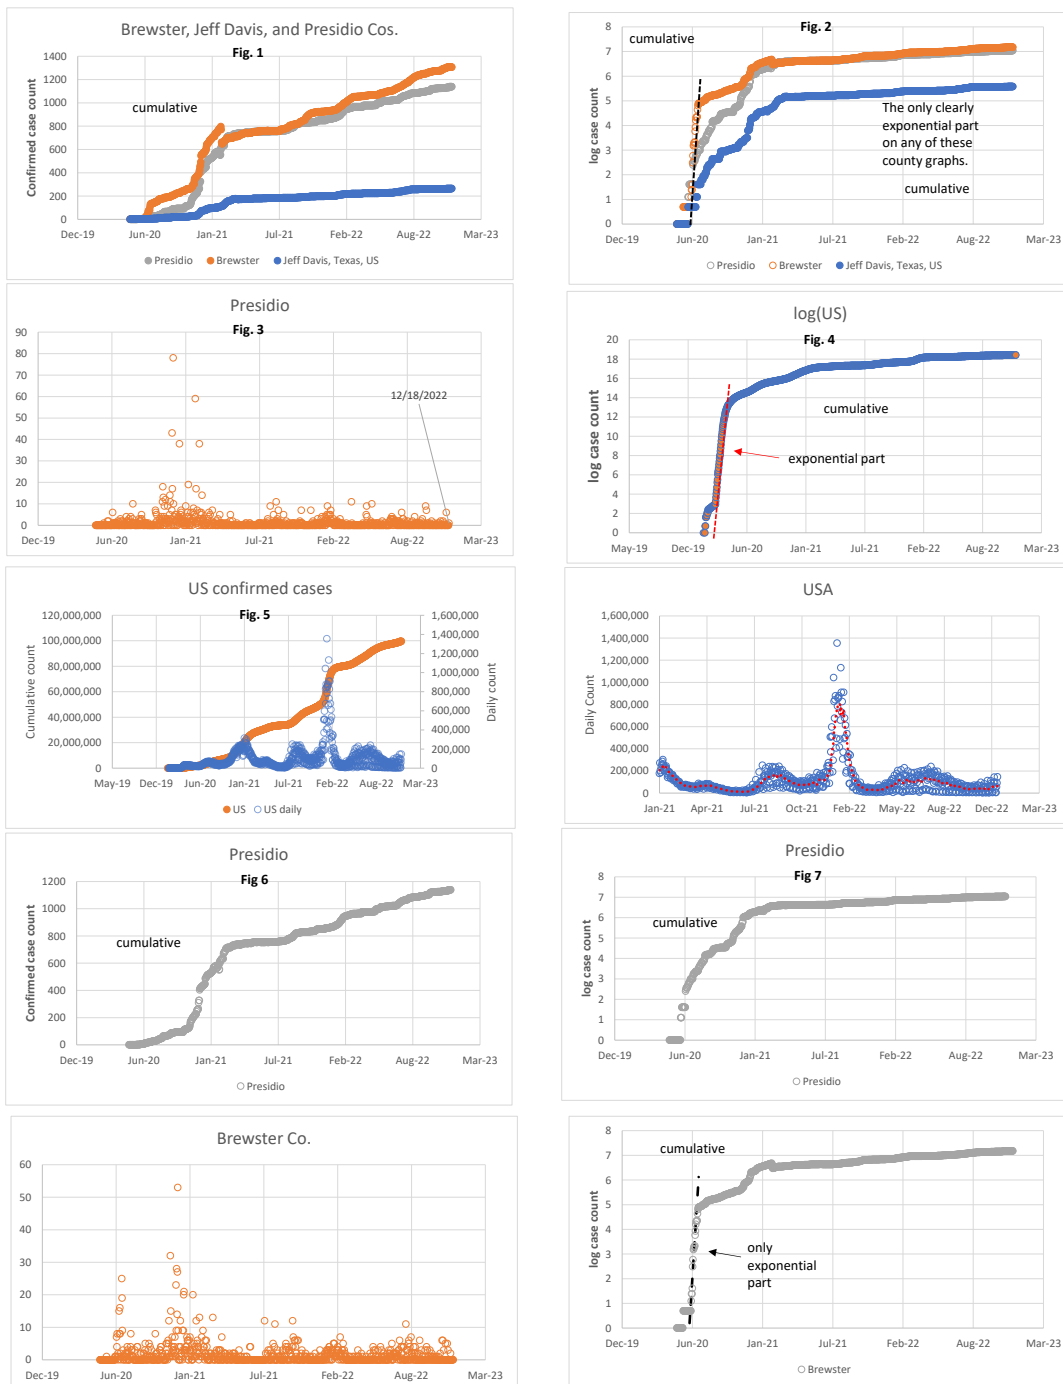 Brewster, Jeff Davis, and Presidio Cos.
Fig. 1
cumulative
Confirmed case count
1400
1200
1000
800
600
400
200
0
Dec-19 Jun-20 Jan-21 Jul-21 Feb-22 Aug-22 Mar-23
Presidio Brewster Jeff Davis, Texas, US
Fig. 2
cumulative
log case count
8
7
6
5
4
3
2
1
0
The only clearly
exponential part
on any of these
county graphs.
cumulative
Dec-19 Jun-20 Jan-21 Jul-21 Feb-22 Aug-22 Mar-23
Presidio Brewster Jeff Davis, Texas, US
Presidio
Fig. 3
90
80
70
60
50
40
30
20
10
0
12/18/2022
Dec-19 Jun-20 Jan-21 Jul-21 Feb-22 Aug-22 Mar-23
log(US)
Fig. 4
log case count
20
18
16
14
12
10
8
6
4
2
0
cumulative
exponential part
May-19 Dec-19 Jun-20 Jan-21 Jul-21 Feb-22 Aug-22 Mar-23
US confirmed cases
Fig. 5
Cumulative count
120,000,000
100,000,000
80,000,000
60,000,000
40,000,000
20,000,000
0
1,600,000
1,400,000
1,200,000
1,000,000
800,000
600,000
400,000
200,000
0
Daily count
May-19 Dec-19 Jun-20 Jan-21 Jul-21 Feb-22 Aug-22 Mar-23
US US daily
USA
Daily Count
1,600,000
1,400,000
1,200,000
1,000,000
800,000
600,000
400,000
200,000
0
Jan-21 Apr-21 Jul-21 Oct-21 Feb-22 May-22 Aug-22 Dec-22 Mar-23
Presidio
Fig 6
cumulative
Confirmed case count
1200
1000
800
600
400
200
0
Dec-19 Jun-20 Jan-21 Jul-21 Feb-22 Aug-22 Mar-23
Presidio
Presidio
Fig 7
cumulative
log case count
8
7
6
5
4
3
2
1
0
Dec-19 Jun-20 Jan-21 Jul-21 Feb-22 Aug-22 Mar-23
Presidio
Brewster Co.
60
50
40
30
20
10
0
Dec-19 Jun-20 Jan-21 Jul-21 Feb-22 Aug-22 Mar-23
cumulative
log case count
8
7
6
5
4
3
2
1
0
only
exponential
part
Dec-19 Jun-20 Jan-21 Jul-21 Feb-22 Aug-22 Mar-23
Brewster